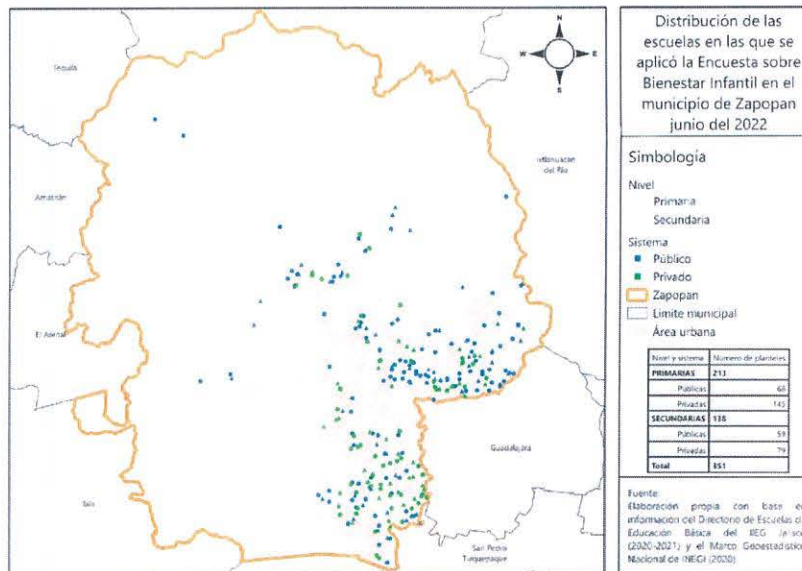 Distribución de las
escuelas en las que se
aplicó la Encuesta sobre
Bienestar Infantil en el
municipio de Zapopan
junio del 2022
N
W E
S
Tequila
Ixtlahuacán
del Río
Amatitán
El Arenal
Tala
Guadalajara
San Pedro
Tlaquepaque
Simbología
Nivel
Primaria
Secundaria
Sistema
Público
Privado
Zapopan
Limite municipal
Área urbana
Nivel y sistema Número de planteles
PRIMARIAS 213
Públicas 68
Privadas 145
SECUNDARIAS 138
Públicas 59
Privadas 79
Total 351
Fuente:
Elaboración propia con base en
información del Directorio de Escuelas de
Educación Básica del IIEG Jalisco
(2020-2021) y el Marco Geoestadístico
Nacional de INEGI (2020).